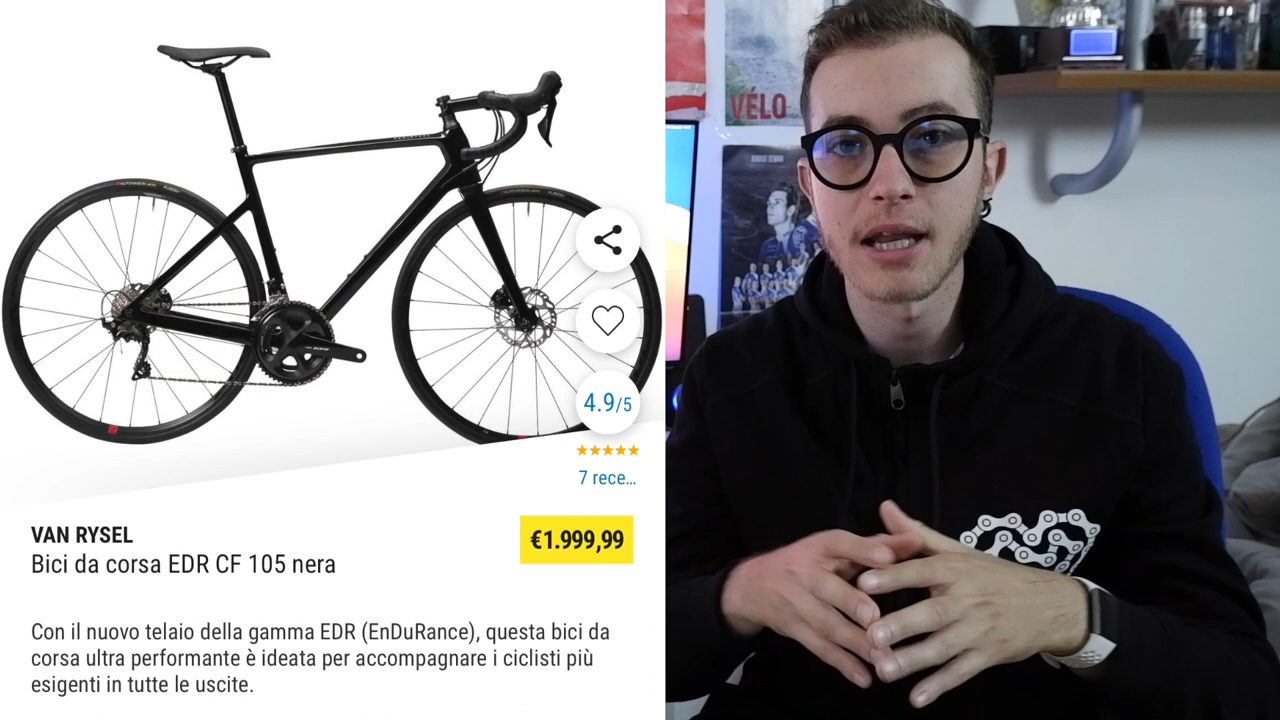 4.9/5
7 rece...
VAN RYSEL
€1.999,99
Bici da corsa EDR CF 105 nera
Con il nuovo telaio della gamma EDR (EnDuRance), questa bici da
corsa ultra performante è ideata per accompagnare i ciclisti più
esigenti in tutte le uscite.
VÉLO